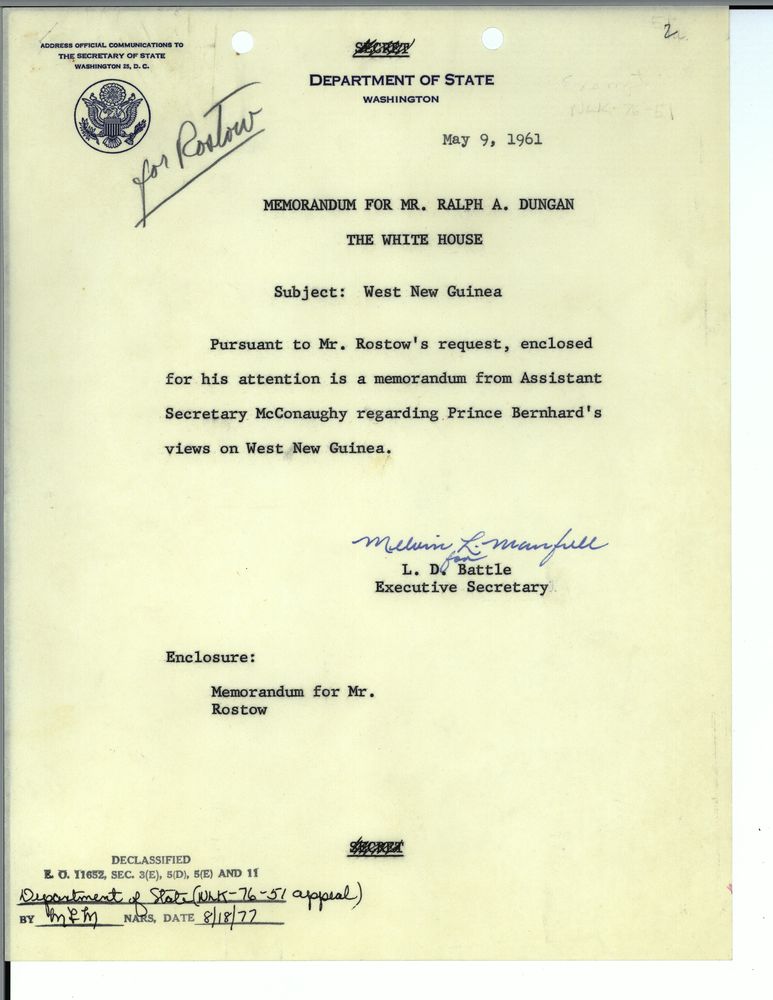 ADDRESS OFFICIAL COMMUNICATIONS TO
THE SECRETARY OF STATE
WASHINGTON 25, D. C.
SECRET
2
DEPARTMENT OF STATE
WASHINGTON
NLK-76-51
for Rostow
May 9, 1961
MEMORANDUM FOR MR. RALPH A. DUNGAN
THE WHITE HOUSE
Subject: West New Guinea
Pursuant to Mr. Rostow's request, enclosed
for his attention is a memorandum from Assistant
Secretary McConaughy regarding Prince Bernhard's
views on West New Guinea.
Melvin L. Manfull
for
L. D. Battle
Executive Secretary
Enclosure:
Memorandum for Mr.
Rostow
SECRET
DECLASSIFIED
E. O. 11652, SEC. 3(E), 5(D), 5(E) AND 11
Department of State (NLK-76-51 appeal)
BY MFM NARS, DATE 8/18/77